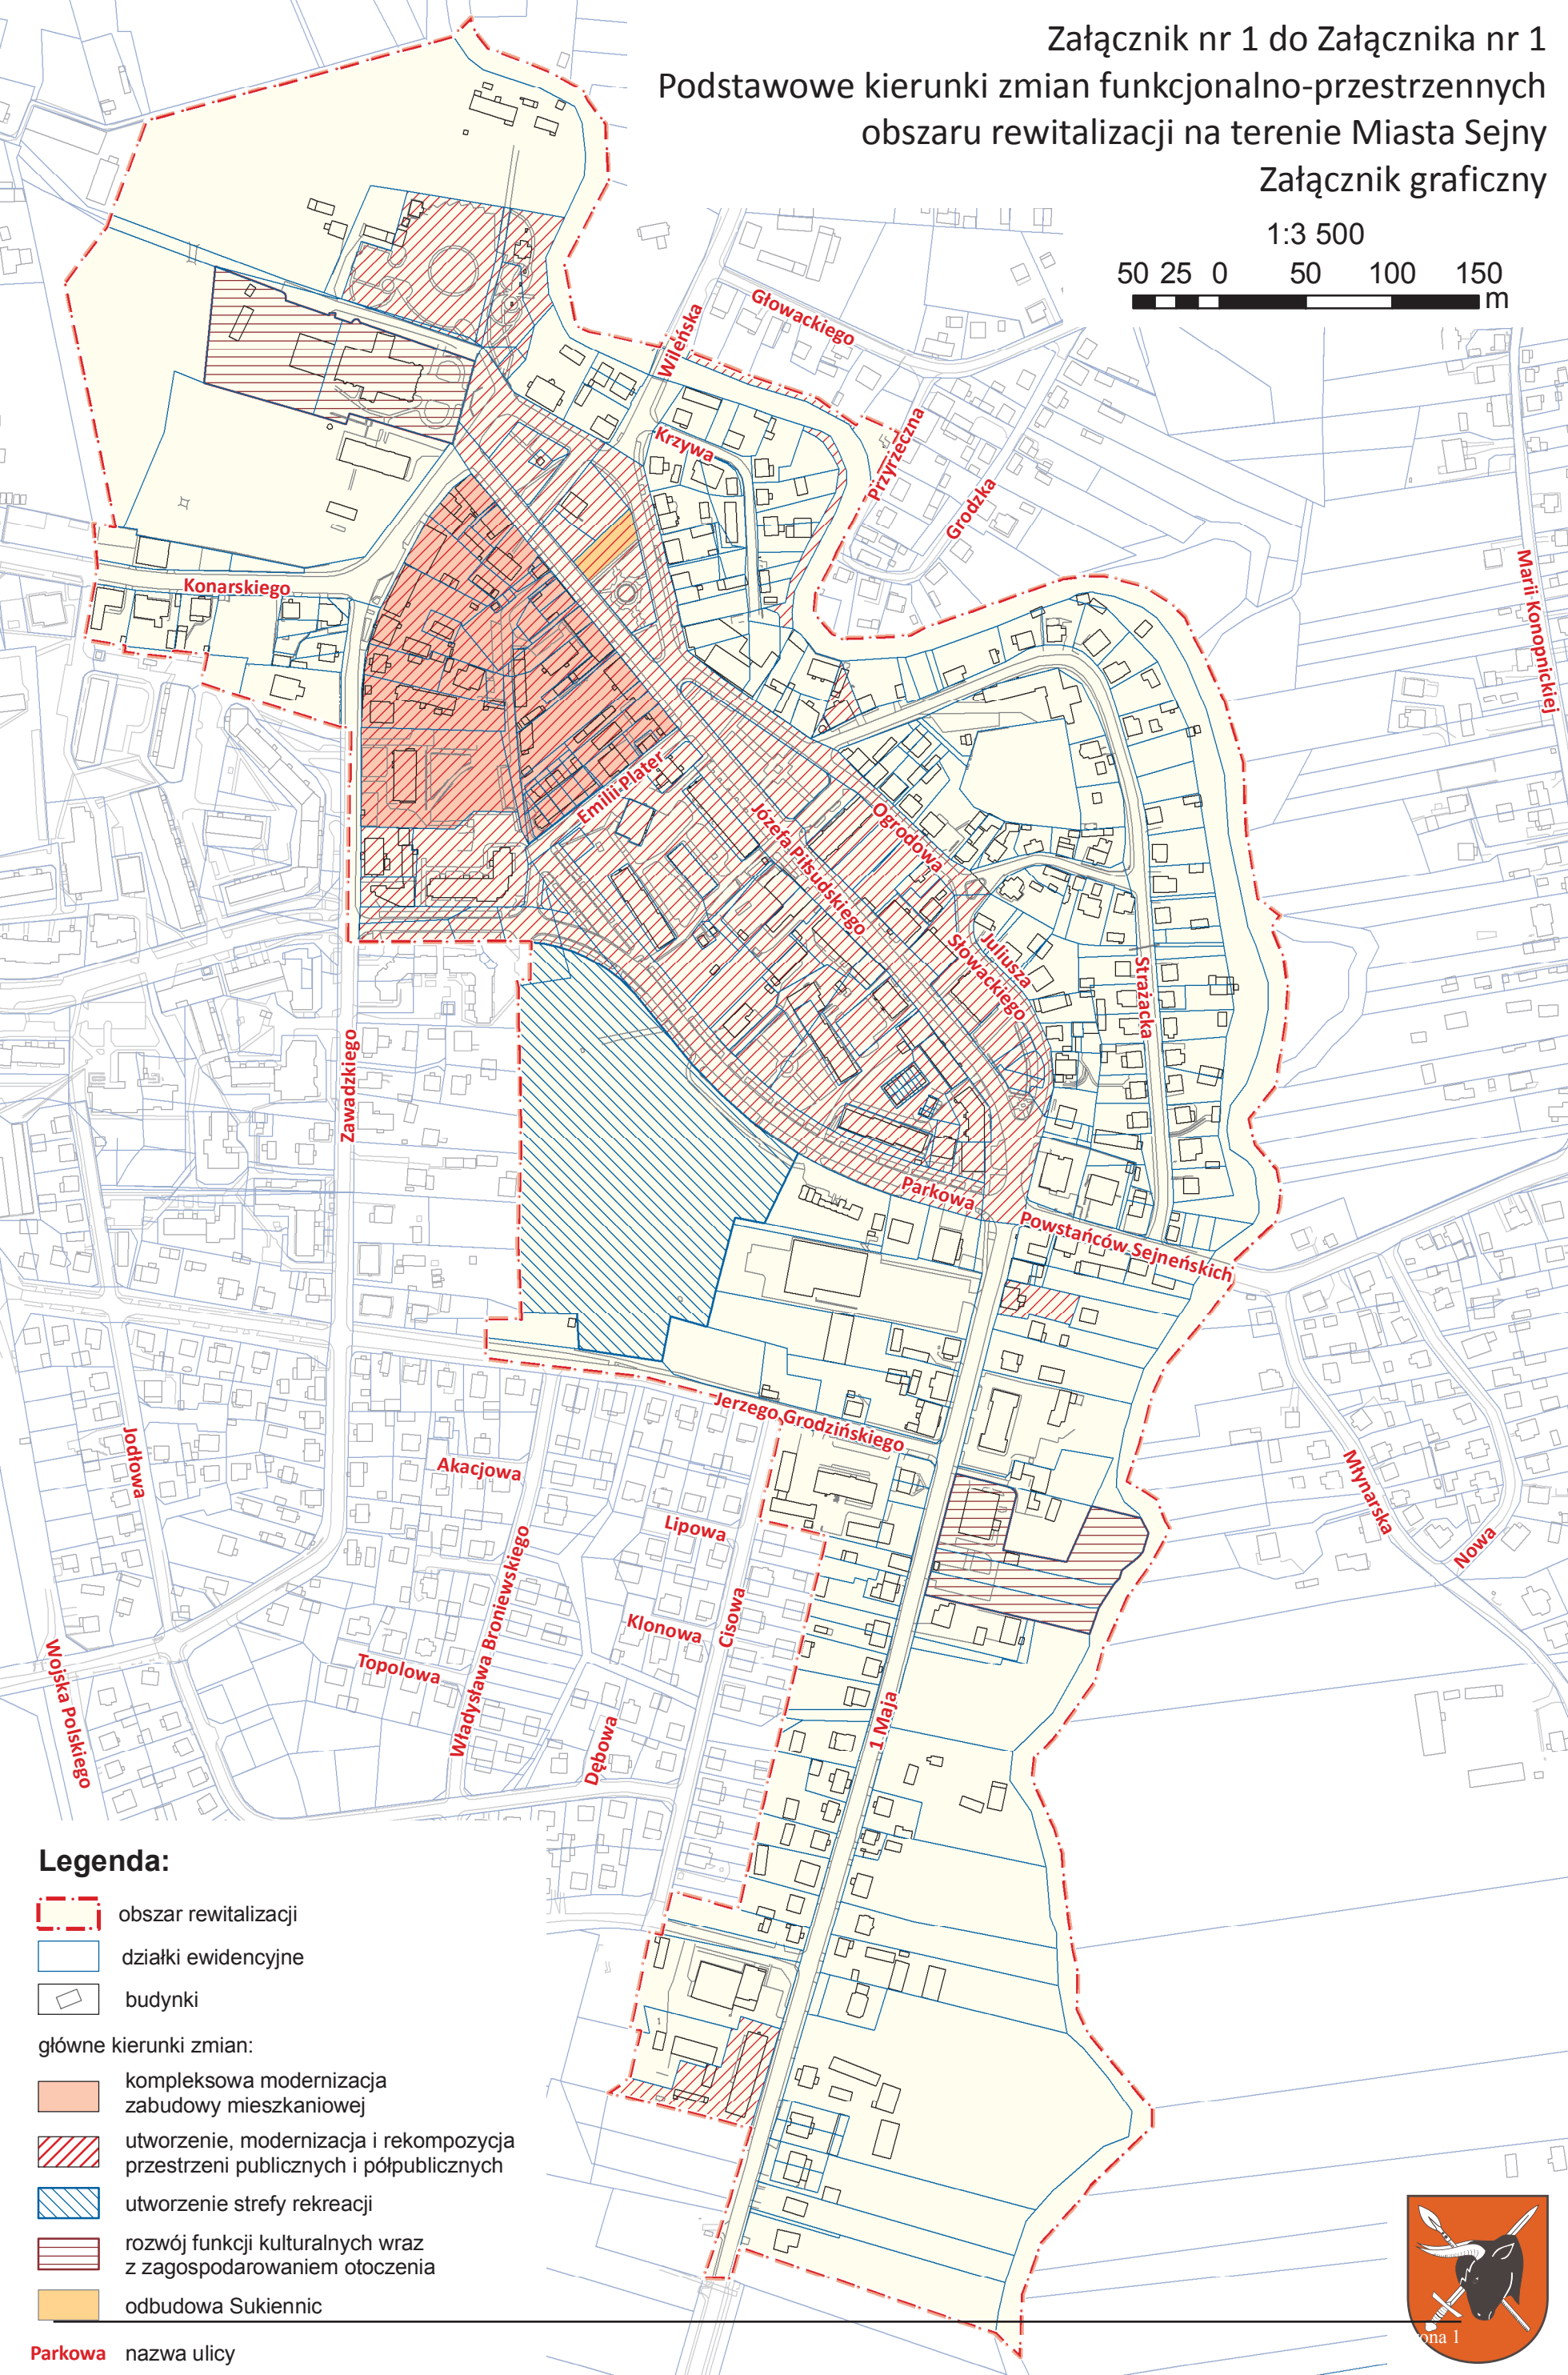 Załącznik nr 1 do Załącznika nr 1
Podstawowe kierunki zmian funkcjonalno-przestrzennych
obszaru rewitalizacji na terenie Miasta Sejny
Załącznik graficzny
1:3 500
50 25 0 50 100 150
m
Głowackiego
Wileńska
Krzywa
Przyrzeczna
Grodzka
Marii Konopnickiej
Konarskiego
Emilii Plater
Józefa Piłsudskiego
Ogrodowa
Juliusza
Słowackiego
Strażacka
Zawadzkiego
Parkowa
Powstańców Sejneńskich
Jerzego Grodzińskiego
Jodłowa
Akacjowa
Lipowa
Młynarska
Nowa
Władysława Broniewskiego
Cisowa
Klonowa
Topolowa
Wojska Polskiego
Dębowa
1 Maja
Legenda:
obszar rewitalizacji
działki ewidencyjne
budynki
główne kierunki zmian:
kompleksowa modernizacja
zabudowy mieszkaniowej
utworzenie, modernizacja i rekompozycja
przestrzeni publicznych i półpublicznych
utworzenie strefy rekreacji
rozwój funkcji kulturalnych wraz
z zagospodarowaniem otoczenia
odbudowa Sukiennic
Parkowa nazwa ulicy
ona 1